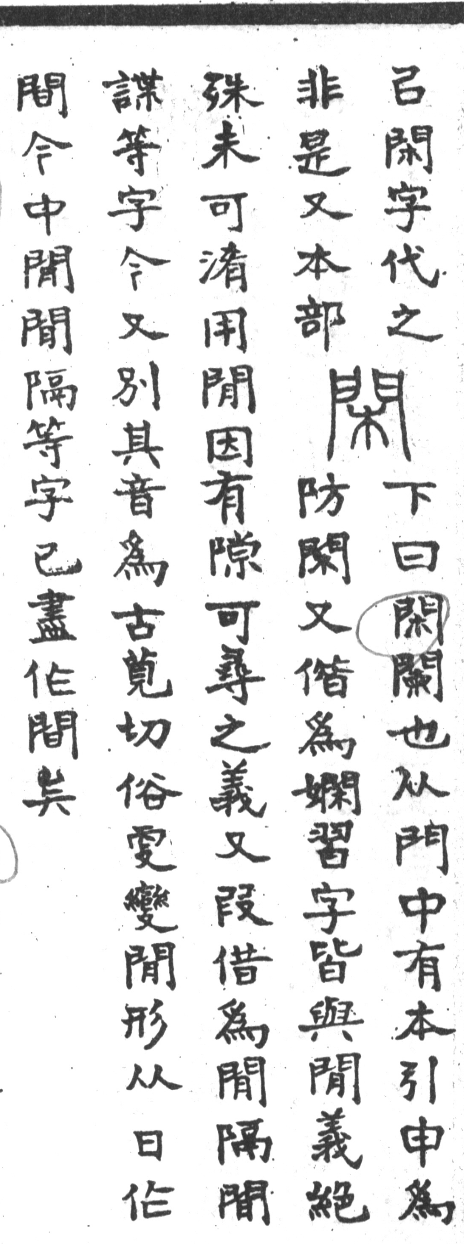 㠯閑字代之
非是又本部
閑
下曰閑闌也从門中有本引申為
防閑又偕為嫻習字皆與閒義絕
殊未可淆用閒因有隙可尋之義又叚借為閒隔閒
諜等字今又別其音為古莧切俗更變閒形从日作
間今中閒閒隔等字已盡作間矣